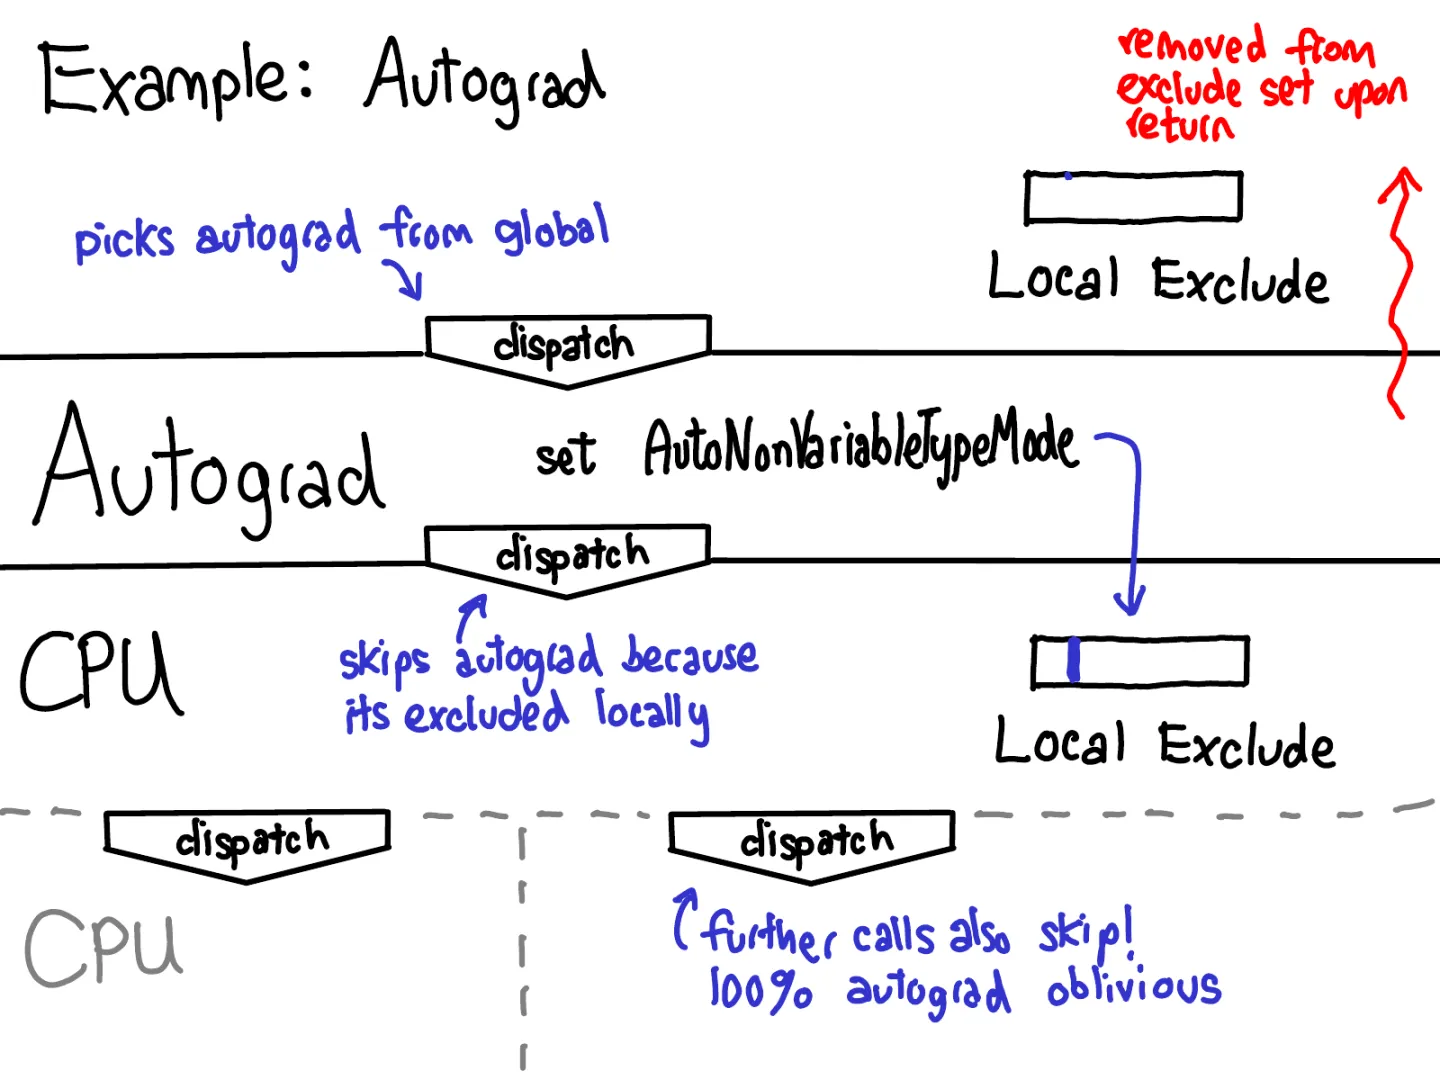 Example: Autograd
removed from
exclude set upon
return
picks autograd from global
Local Exclude
dispatch
Autograd
set AutoNonVariableTypeMode
dispatch
CPU
skips autograd because
its excluded locally
Local Exclude
dispatch
dispatch
CPU
further calls also skip!
100% autograd oblivious